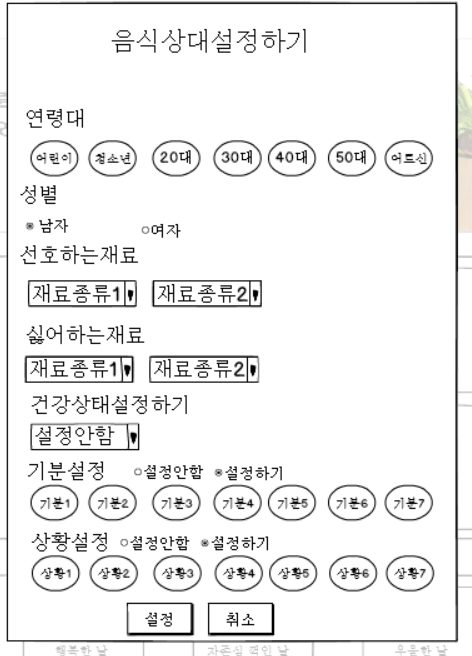 음식상대설정하기
연령대
어린이 청소년 20대 30대 40대 50대 어르신
성별
남자 여자
선호하는재료
재료종류1 재료종류2
싫어하는재료
재료종류1 재료종류2
건강상태설정하기
설정안함
기분설정 설정안함 설정하기
기분1 기분2 기분3 기분4 기분5 기분6 기분7
상황설정 설정안함 설정하기
상황1 상황2 상황3 상황4 상황5 상황6 상황7
설정 취소
행복한 날 자존심 꺾인 날 우울한 날